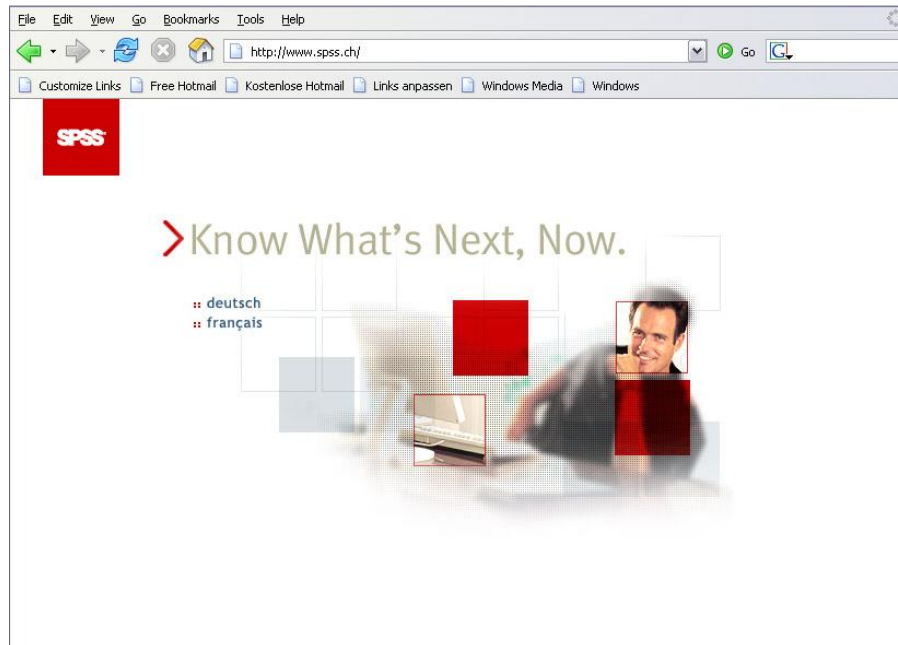 File Edit View Go Bookmarks Tools Help
http://www.spss.ch/ Go G
Customize Links Free Hotmail Kostenlose Hotmail Links anpassen Windows Media Windows
SPSS
Know What's Next, Now.
:: deutsch
:: français